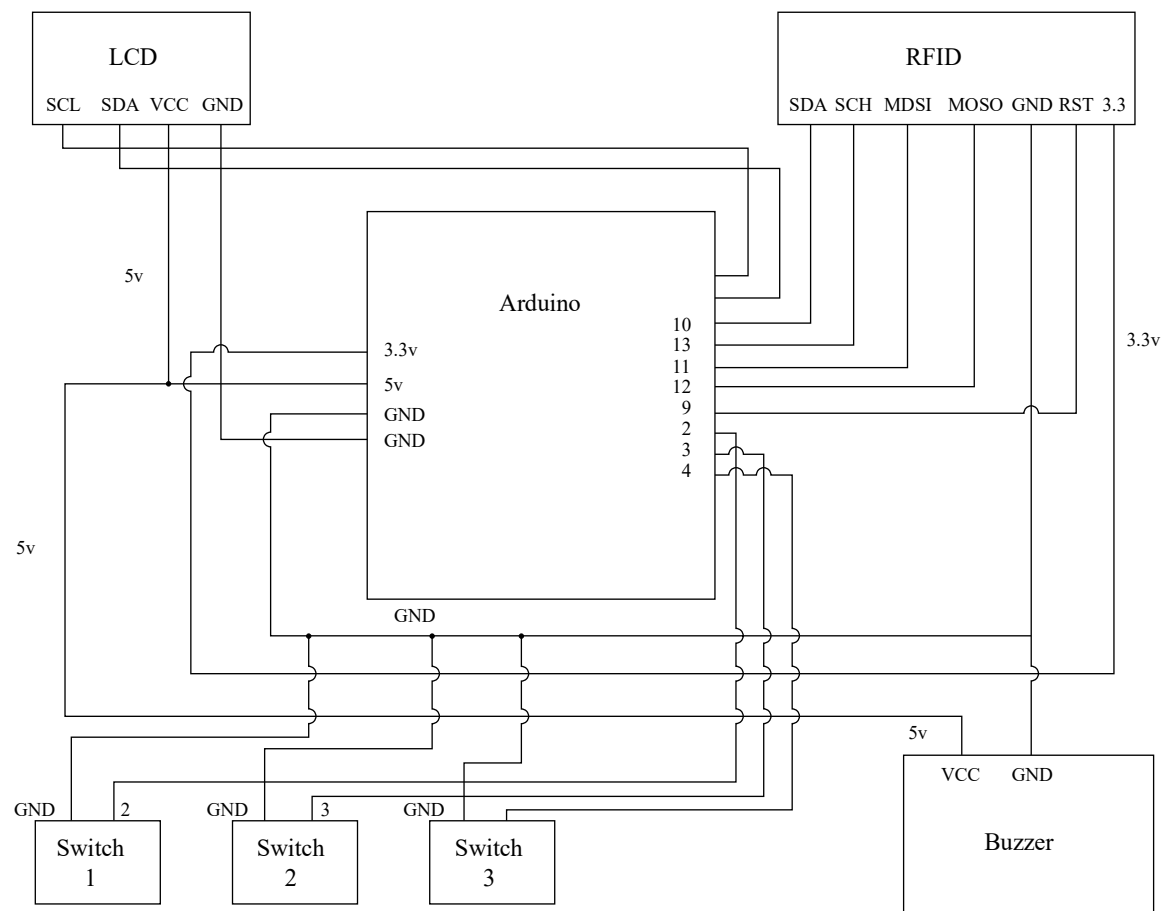 LCD
SCL SDA VCC GND
RFID
SDA SCH MDSI MOSO GND RST 3.3
5v
Arduino
10
13
11
12
9
2
3
4
3.3v
5v
GND
GND
3.3v
5v
GND
5v
VCC GND
Buzzer
GND 2
Switch
1
GND 3
Switch
2
GND
Switch
3